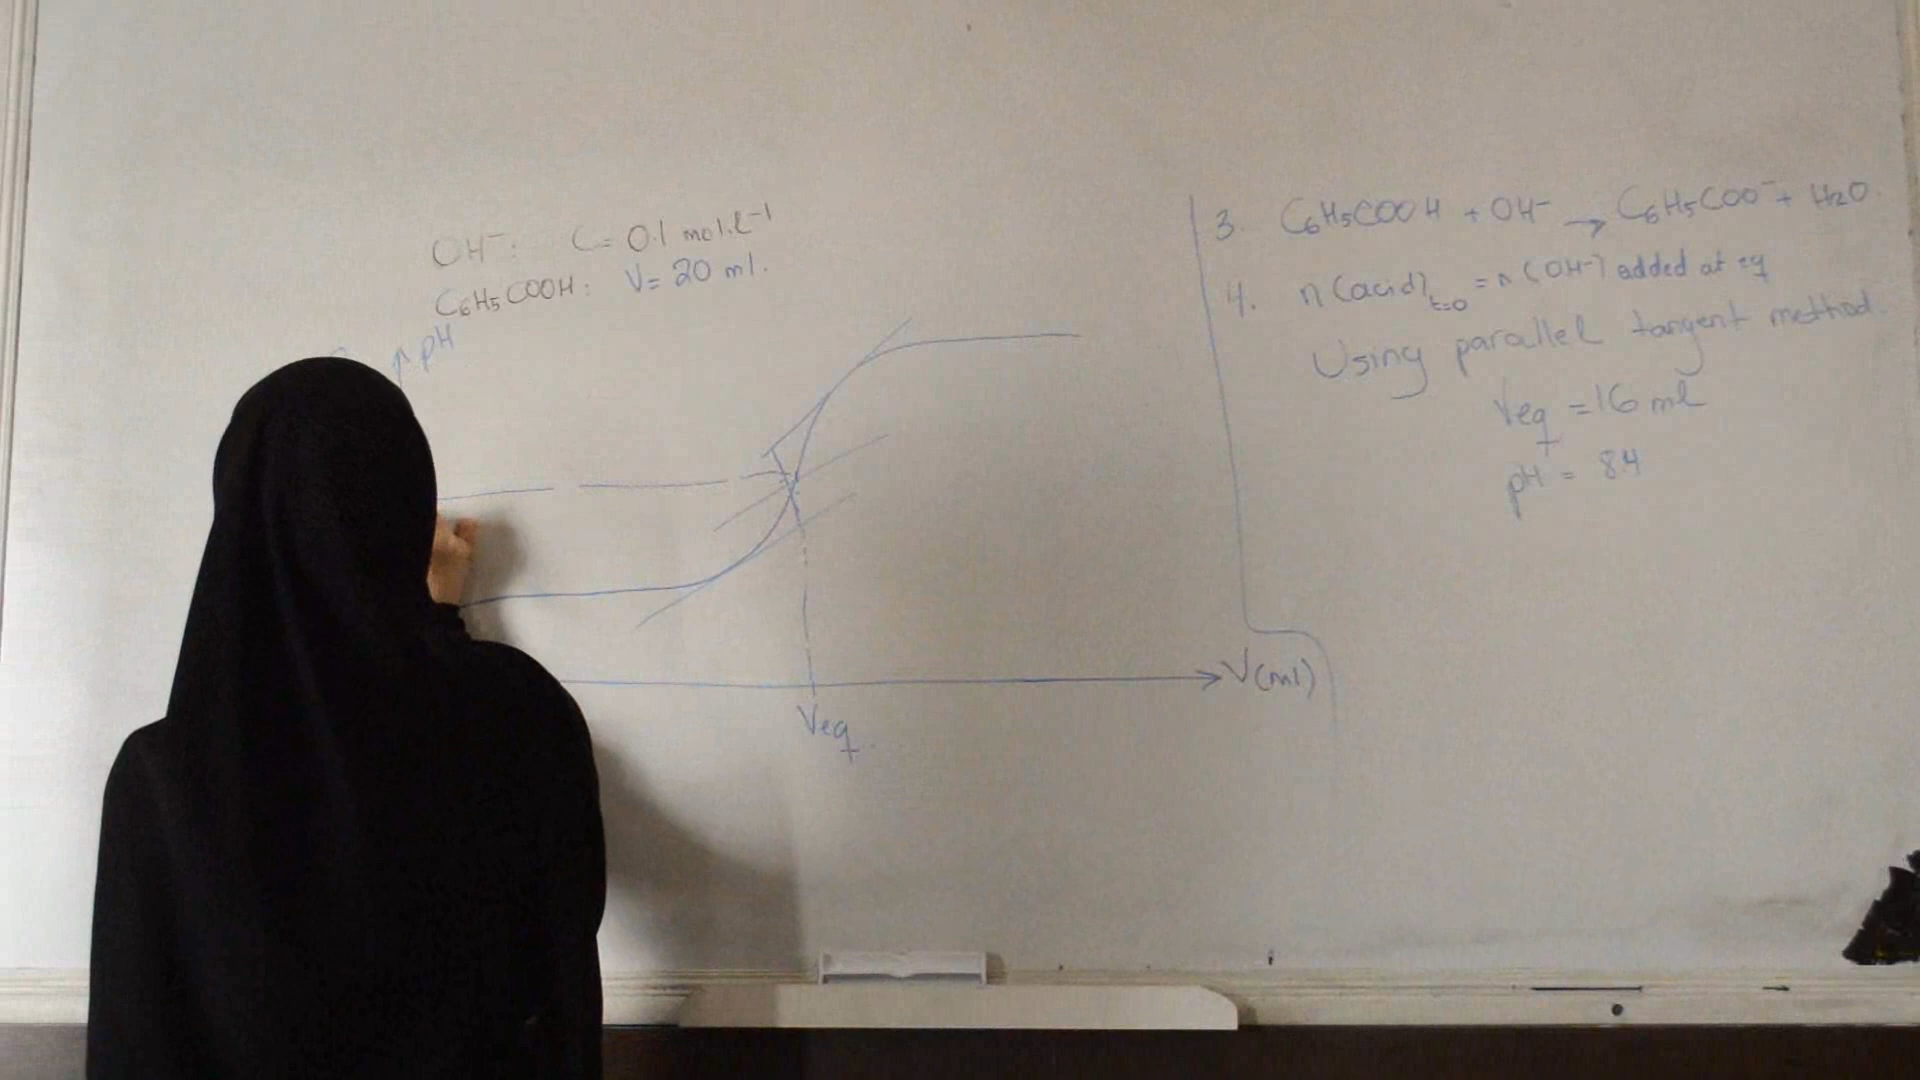 OH⁻: C= 0.1 mol.l⁻¹
C₆H₅COOH: V= 20 ml.
pH
V(ml)
Veq.
3. C₆H₅COOH + OH⁻ → C₆H₅COO⁻ + H₂O.
4. n(acid)t=0 = n(OH⁻) added at eq
Using parallel tangent method.
Veq = 16 ml
pH = 8.4